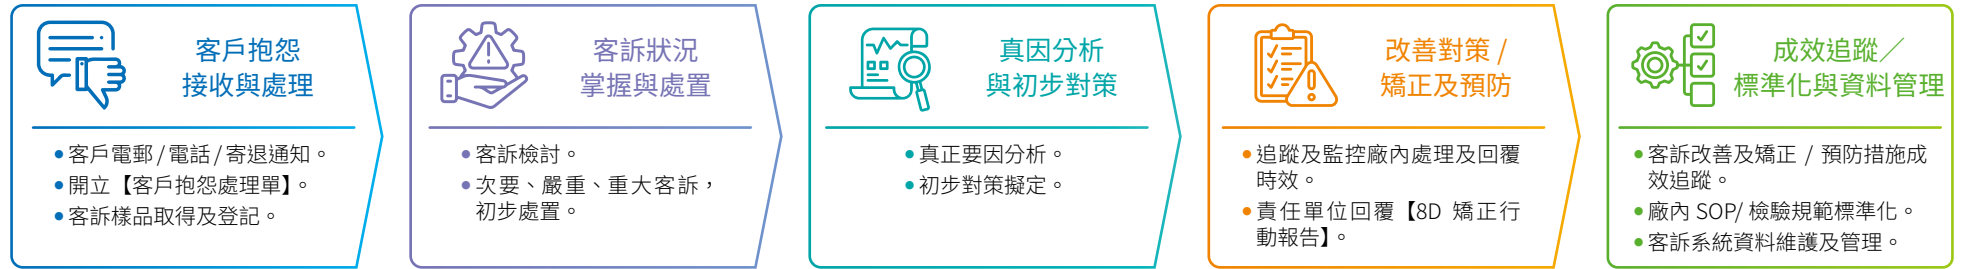 客戶抱怨
接收與處理
•客戶電郵/電話/寄退通知。
•開立【客戶抱怨處理單】。
•客訴樣品取得及登記。
客訴狀況
掌握與處置
•客訴檢討。
•次要、嚴重、重大客訴，
初步處置。
真因分析
與初步對策
•真正要因分析。
•初步對策擬定。
改善對策 /
矯正及預防
•追蹤及監控廠內處理及回覆
時效。
•責任單位回覆【8D 矯正行
動報告】。
成效追蹤／
標準化與資料管理
•客訴改善及矯正 / 預防措施成
效追蹤。
•廠內 SOP/ 檢驗規範標準化。
•客訴系統資料維護及管理。